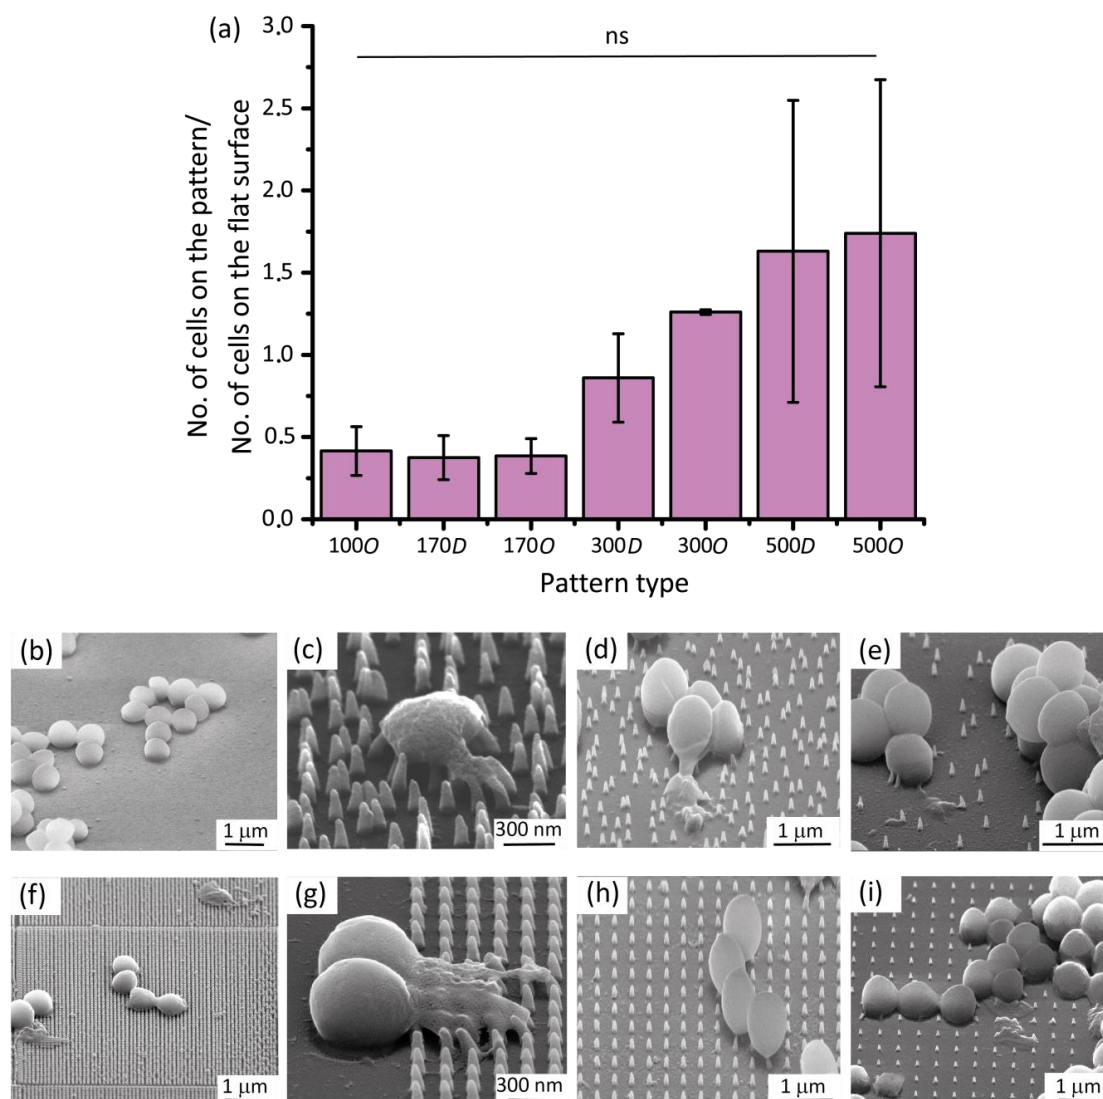 (a)
ns
3.0
2.5
2.0
1.5
1.0
0.5
0.0
No. of cells on the pattern/
No. of cells on the flat surface
100O 170D 170O 300D 300O 500D 500O
Pattern type
(b) (c) (d) (e)
1 μm 300 nm 1 μm 1 μm
(f) (g) (h) (i)
1 μm 300 nm 1 μm 1 μm